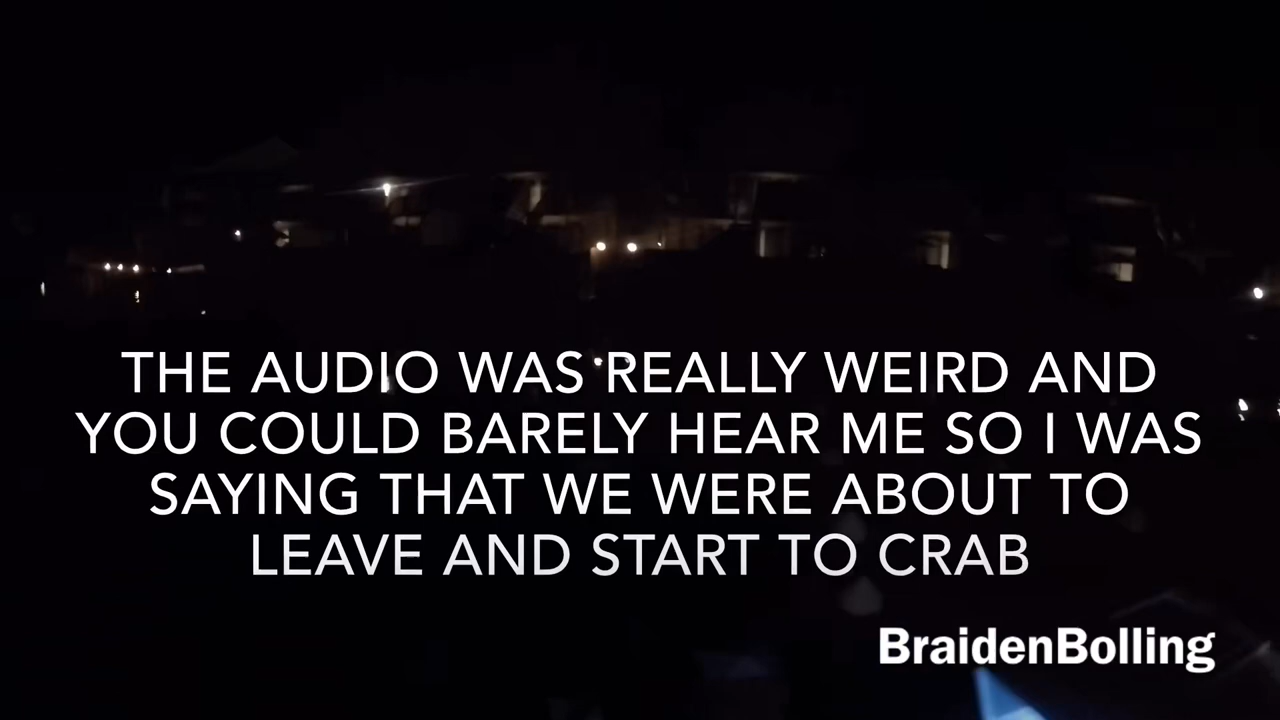 THE AUDIO WAS REALLY WEIRD AND
YOU COULD BARELY HEAR ME SO I WAS
SAYING THAT WE WERE ABOUT TO
LEAVE AND START TO CRAB
BraidenBolling